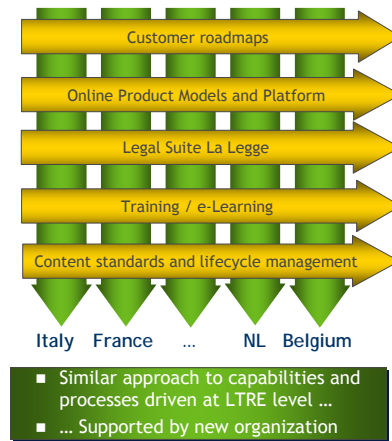 Customer roadmaps
Online Product Models and Platform
Legal Suite La Legge
Training / e-Learning
Content standards and lifecycle management
Italy France ... NL Belgium
Similar approach to capabilities and
processes driven at LTRE level ...
... Supported by new organization